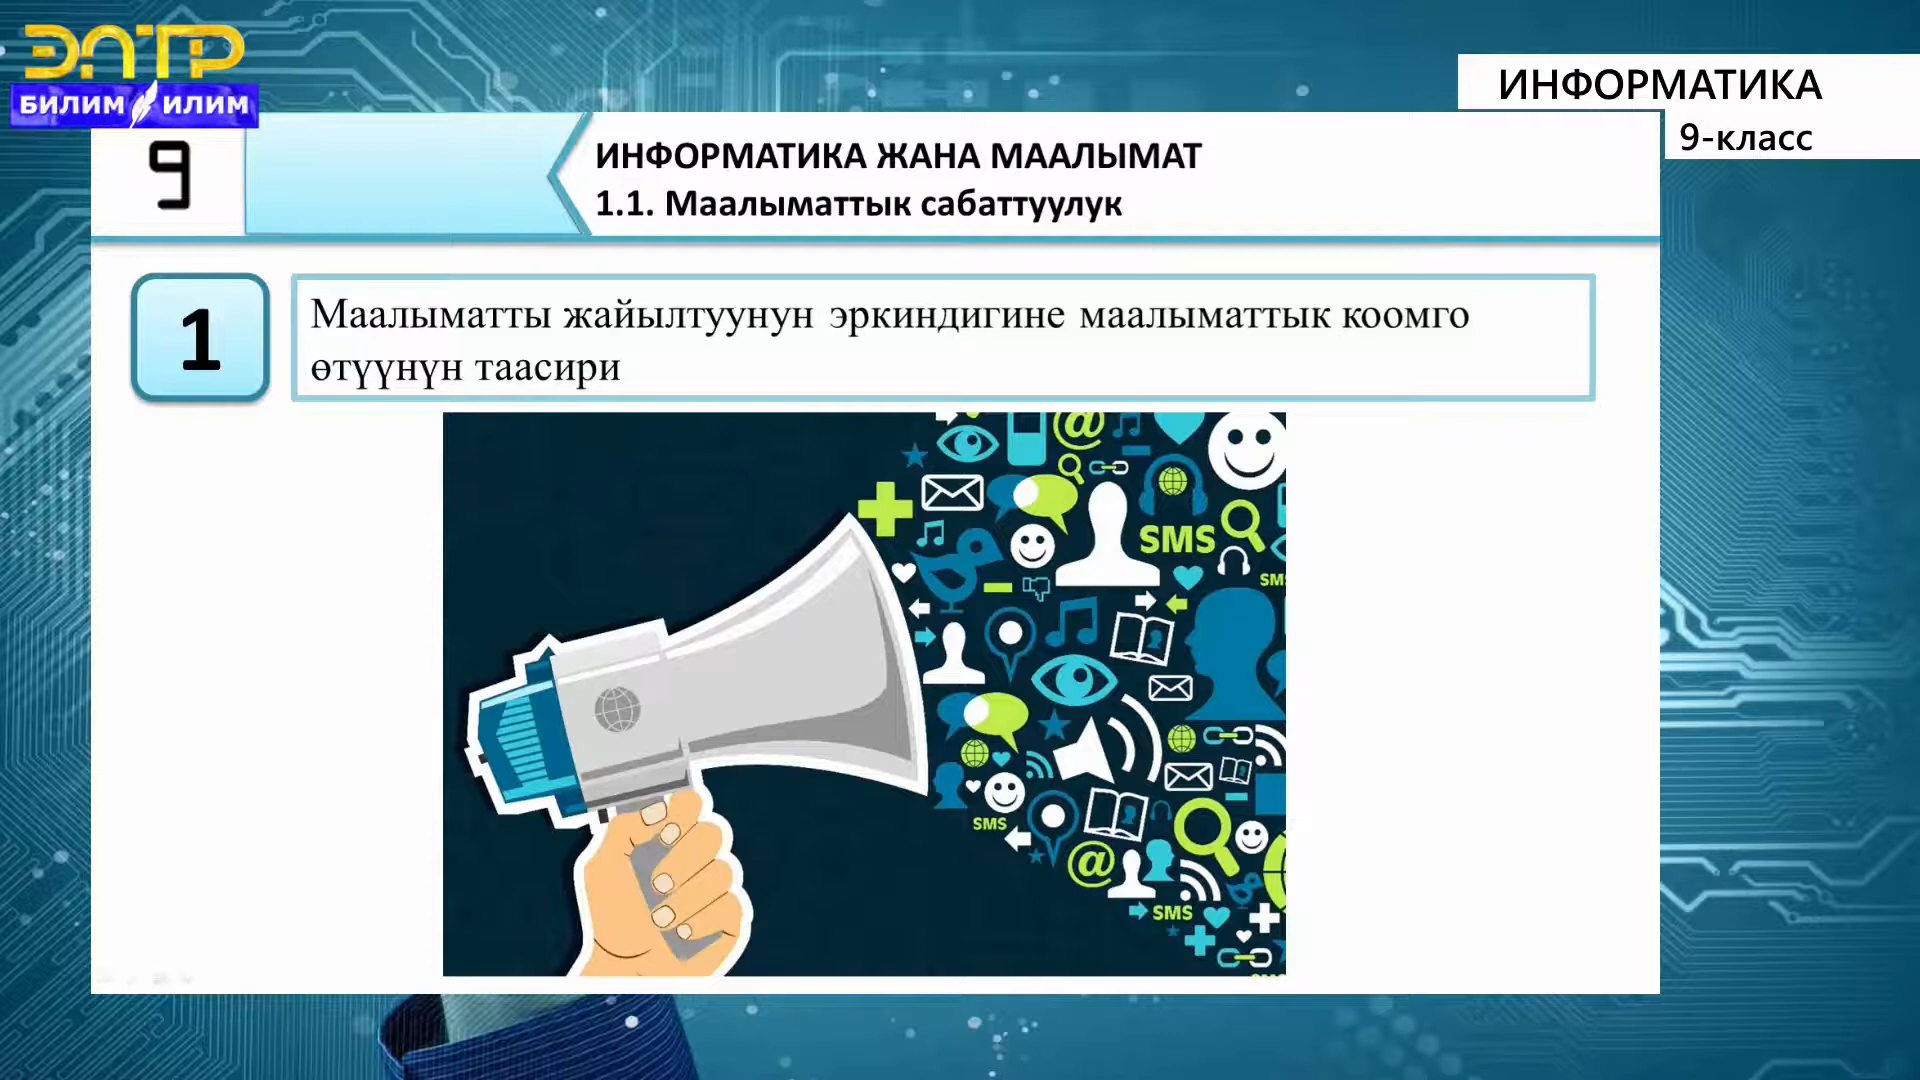 ЭЛТР
БИЛИМ ИЛИМ
ИНФОРМАТИКА
9-класс
9
ИНФОРМАТИКА ЖАНА МААЛЫМАТ
1.1. Маалыматтык сабаттуулук
1
Маалыматты жайылтуунун эркиндигине маалыматтык коомго
өтүүнүн таасири
@
SMS
SMS
SMS
@
SMS